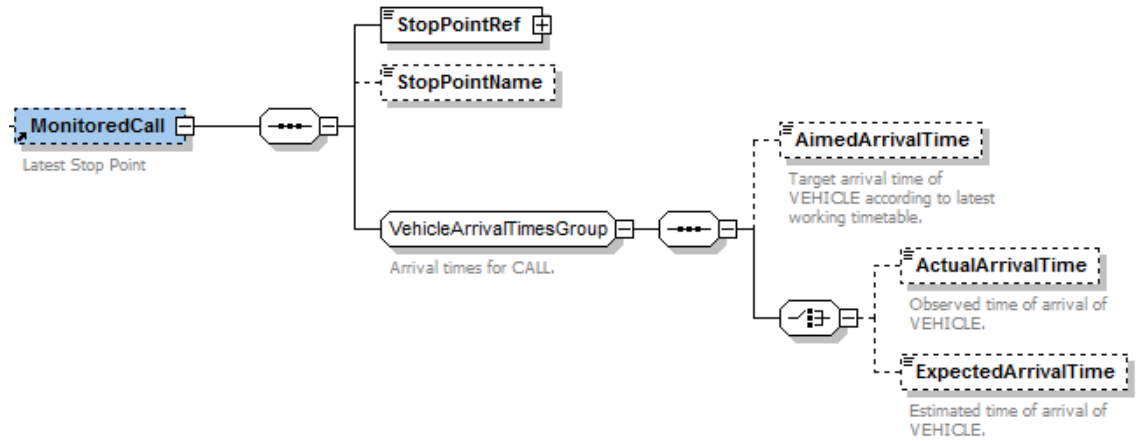 StopPointRef
StopPointName
MonitoredCall
Latest Stop Point
AimedArrivalTime
Target arrival time of
VEHICLE according to latest
working timetable.
VehicleArrivalTimesGroup
Arrival times for CALL.
ActualArrivalTime
Observed time of arrival of
VEHICLE.
ExpectedArrivalTime
Estimated time of arrival of
VEHICLE.